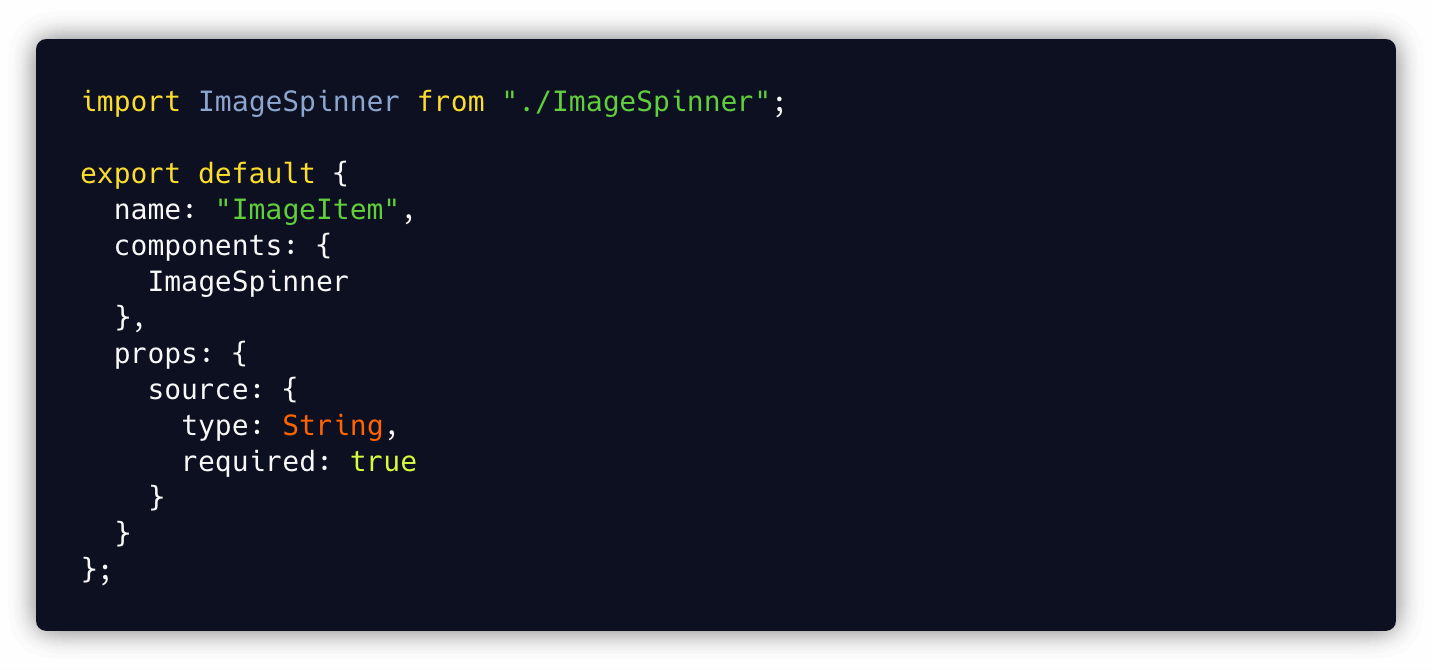 import ImageSpinner from "./ImageSpinner";

export default {
  name: "ImageItem",
  components: {
    ImageSpinner
  },
  props: {
    source: {
      type: String,
      required: true
    }
  }
};